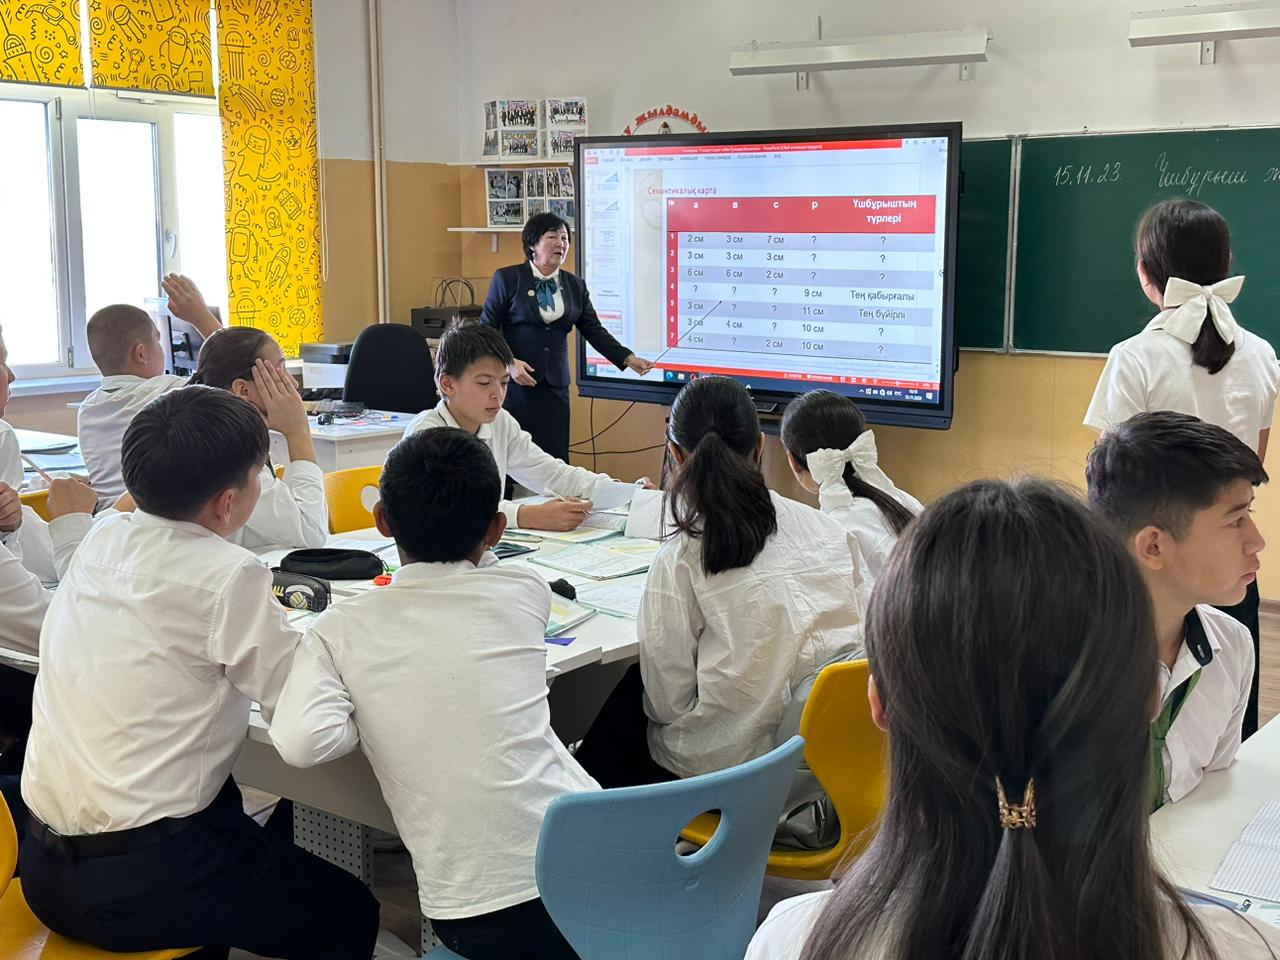 ЖЫЛДАМДЫ
15.11.23. Үшбұрыш
Семантикалық карта
№ а в с р Үшбұрыштың түрлері
1 2 см 3 см 7 см ? ?
2 3 см 3 см 3 см ? ?
3 6 см 6 см 2 см ? ?
4 ? ? ? 9 см Тең қабырғалы
5 3 см ? ? 11 см Тең бүйірлі
6 3 см 4 см ? 10 см ?
7 4 см ? 2 см 10 см ?